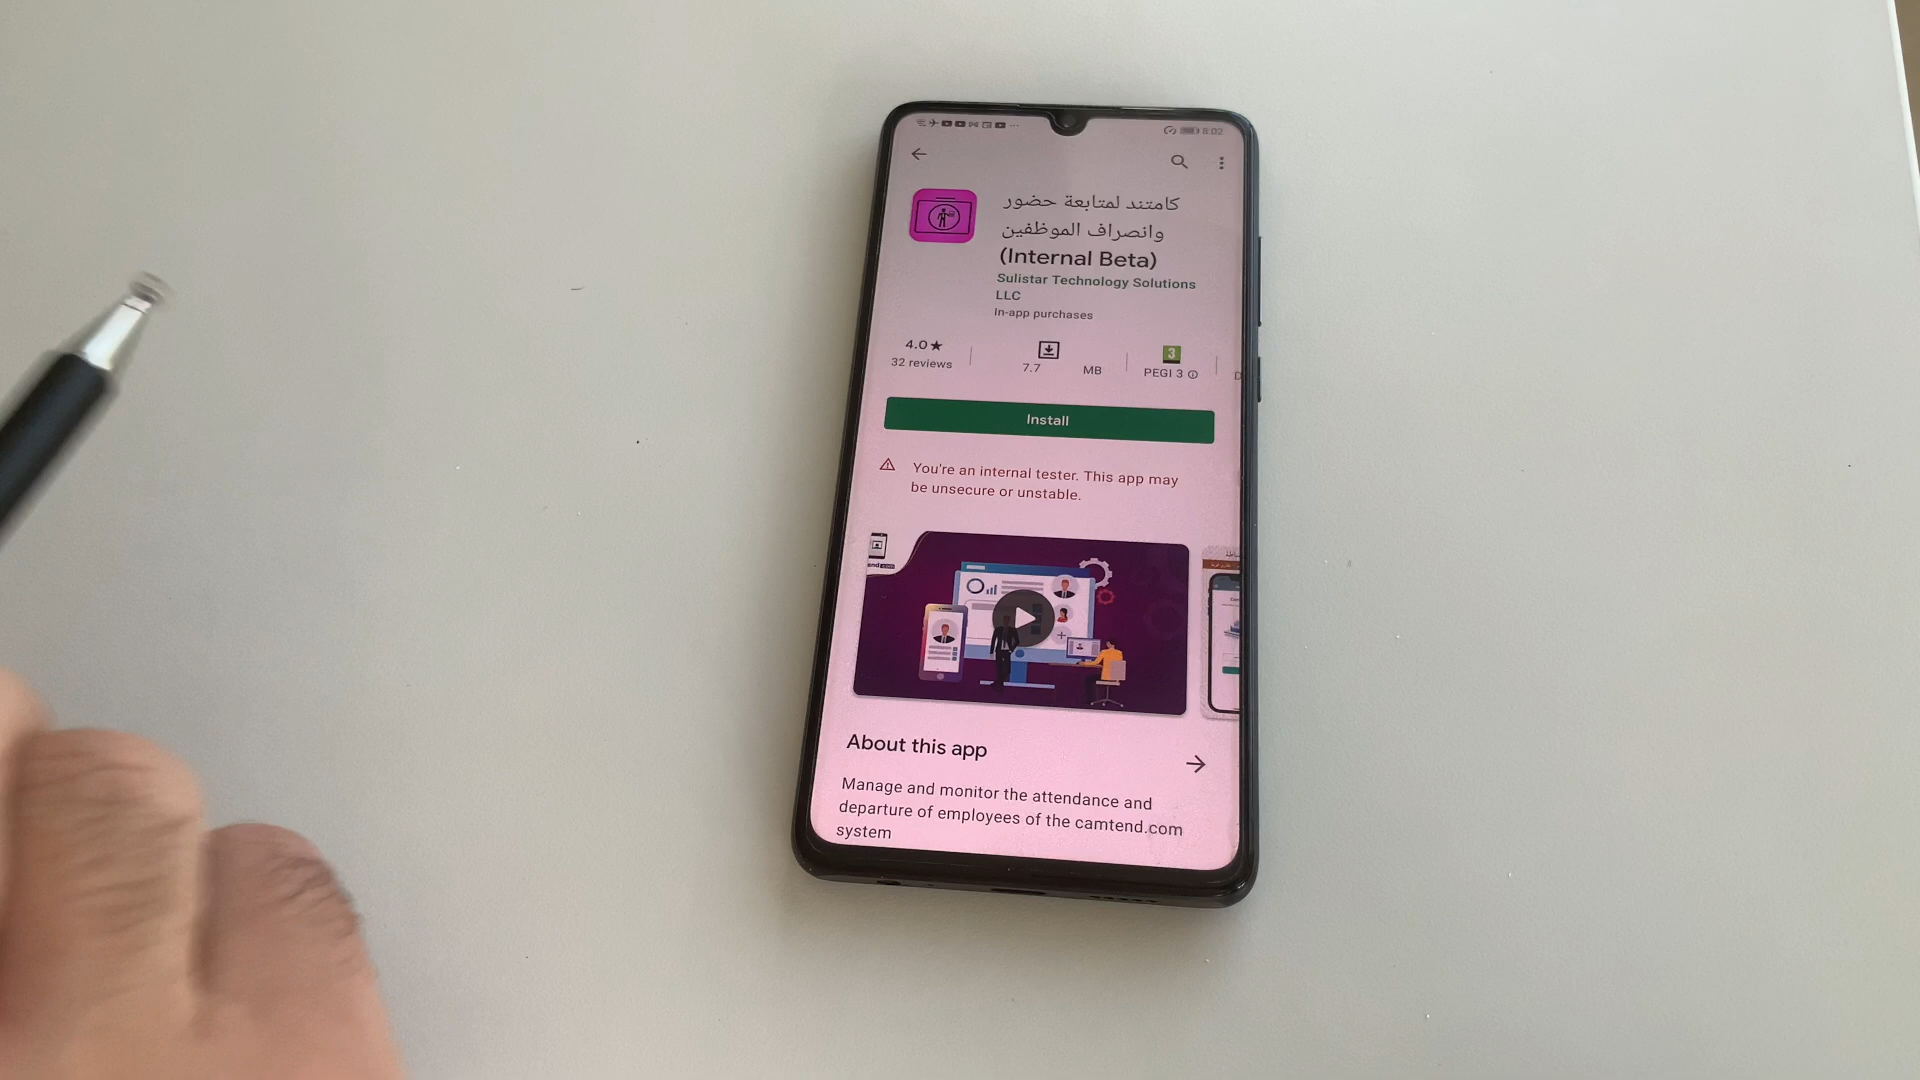 8:02
كامتند لمتابعة حضور
وانصراف الموظفين
(Internal Beta)
Sulistar Technology Solutions
LLC
In-app purchases
4.0★
32 reviews
7.7 MB
3
PEGI 3
D
Install
You're an internal tester. This app may
be unsecure or unstable.
About this app
Manage and monitor the attendance and
departure of employees of the camtend.com
system